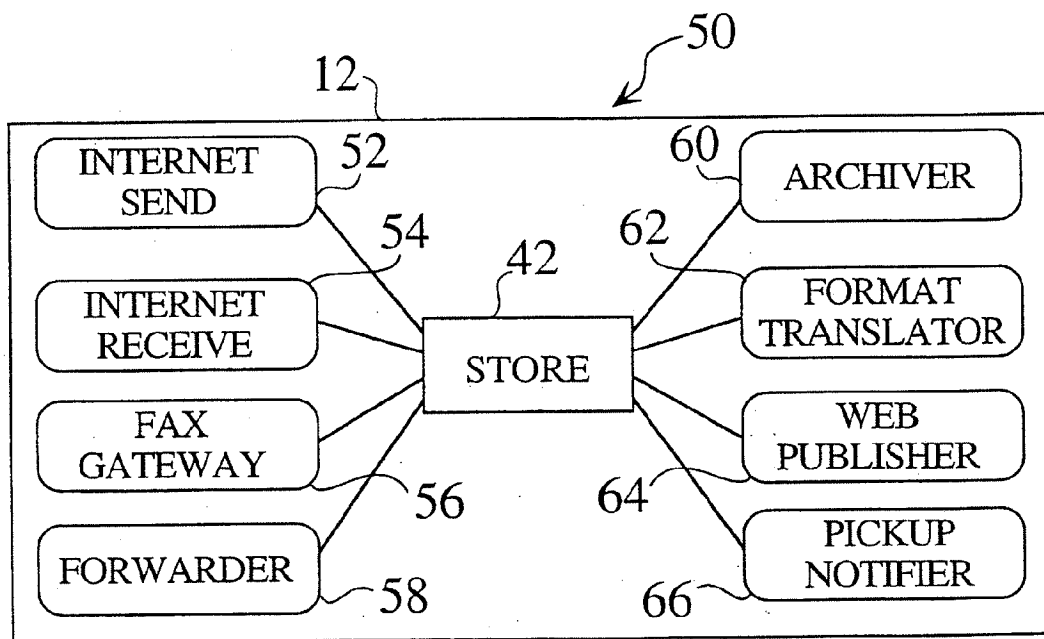 50
12
INTERNET
SEND
52
60
ARCHIVER
54
62
INTERNET
RECEIVE
42
STORE
FORMAT
TRANSLATOR
FAX
GATEWAY
56
64
WEB
PUBLISHER
FORWARDER
58
66
PICKUP
NOTIFIER